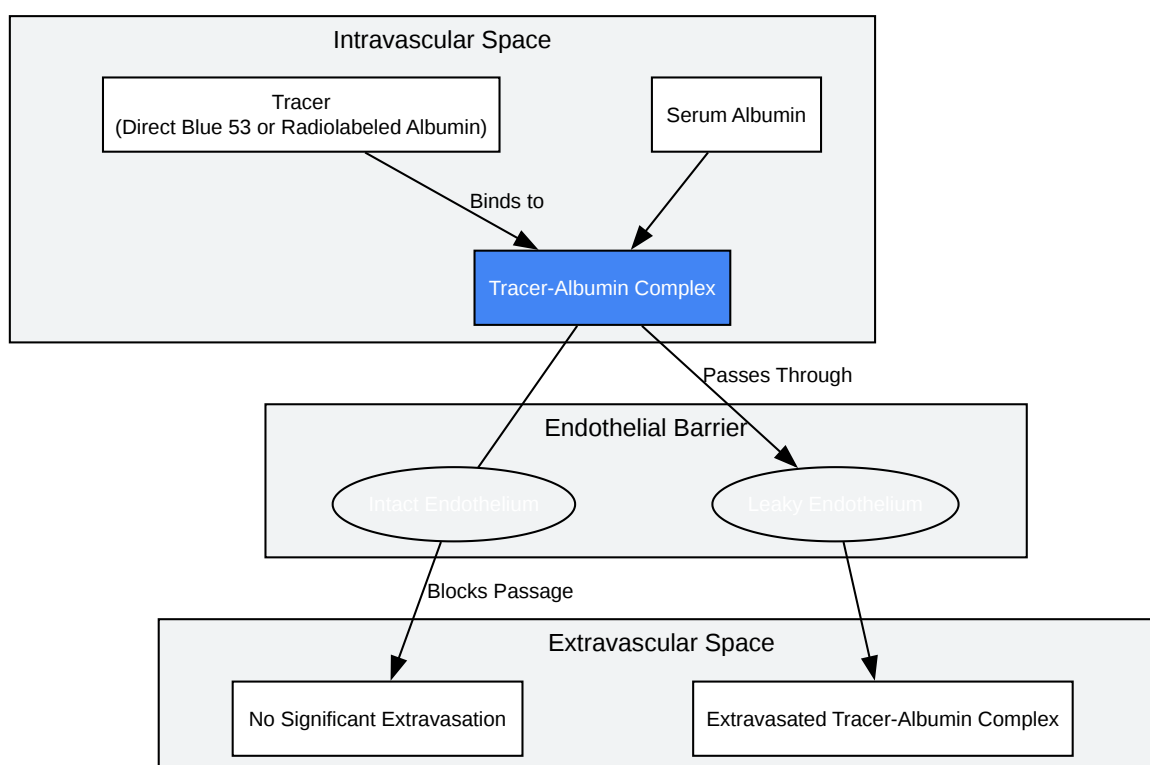 Intravascular Space
Tracer
(Direct Blue 53 or Radiolabeled Albumin)
Serum Albumin
Binds to
Tracer-Albumin Complex
Passes Through
Endothelial Barrier
Intact Endothelium
Leaky Endothelium
Blocks Passage
Extravascular Space
No Significant Extravasation
Extravasated Tracer-Albumin Complex